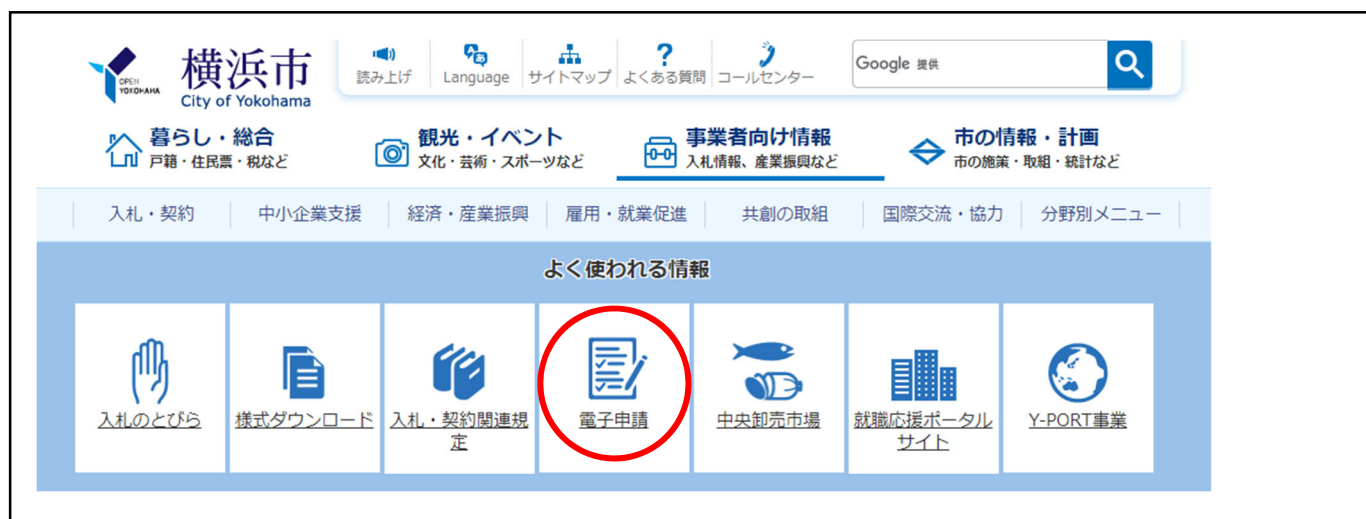 OPEN
YOKOHAMA
横浜市
City of Yokohama
読み上げ
Language
サイトマップ
よくある質問
コールセンター
Google 提供
暮らし・総合
戸籍・住民票・税など
観光・イベント
文化・芸術・スポーツなど
事業者向け情報
入札情報、産業振興など
市の情報・計画
市の施策・取組・統計など
入札・契約
中小企業支援
経済・産業振興
雇用・就業促進
共創の取組
国際交流・協力
分野別メニュー
よく使われる情報
入札のとびら
様式ダウンロード
入札・契約関連規
定
電子申請
中央卸売市場
就職応援ポータル
サイト
Y-PORT事業